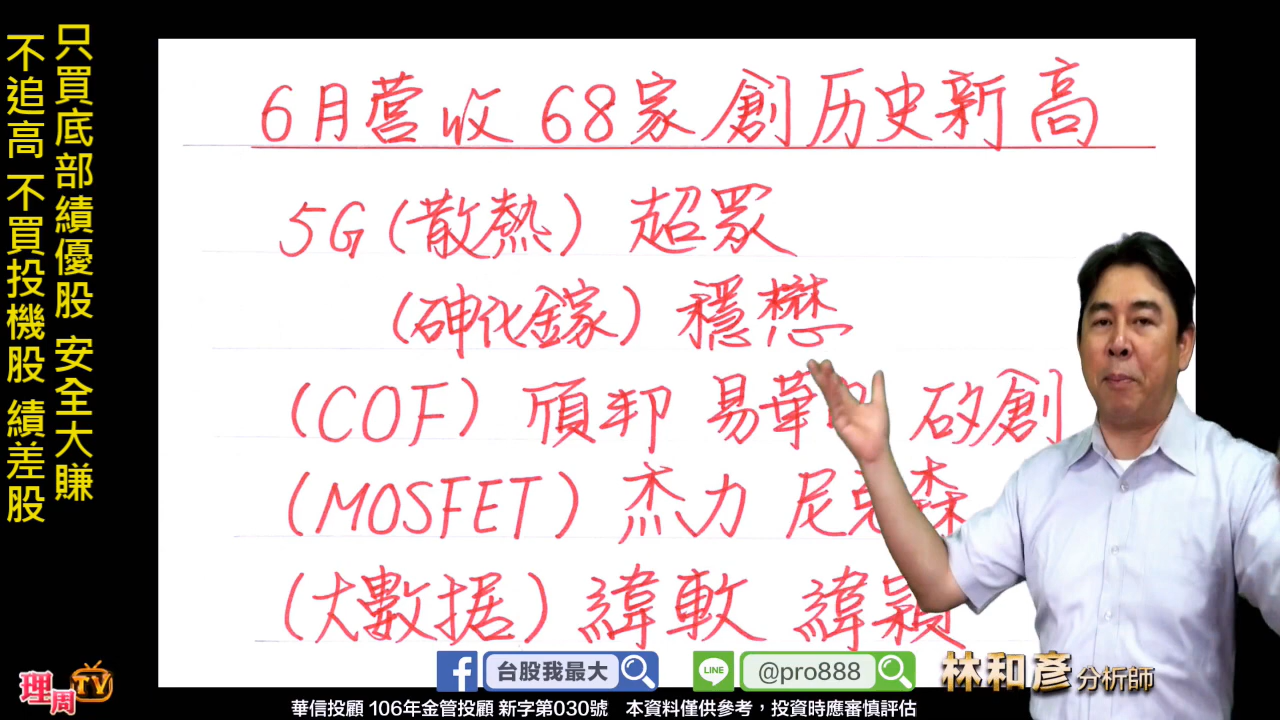 只買底部績優股 安全大賺
不追高 不買投機股 績差股
6月营收 68家創历史新高
5G(散熱) 超眾
(砷化鎵) 穩懋
(COF) 頎邦 易華 矽創
(MOSFET) 杰力 尼克森
(大數据) 緯軟 緯穎
理周TV
台股我最大
LINE @pro888
林和彥 分析師
華信投顧 106年金管投顧 新字第030號 本資料僅供參考，投資時應審慎評估